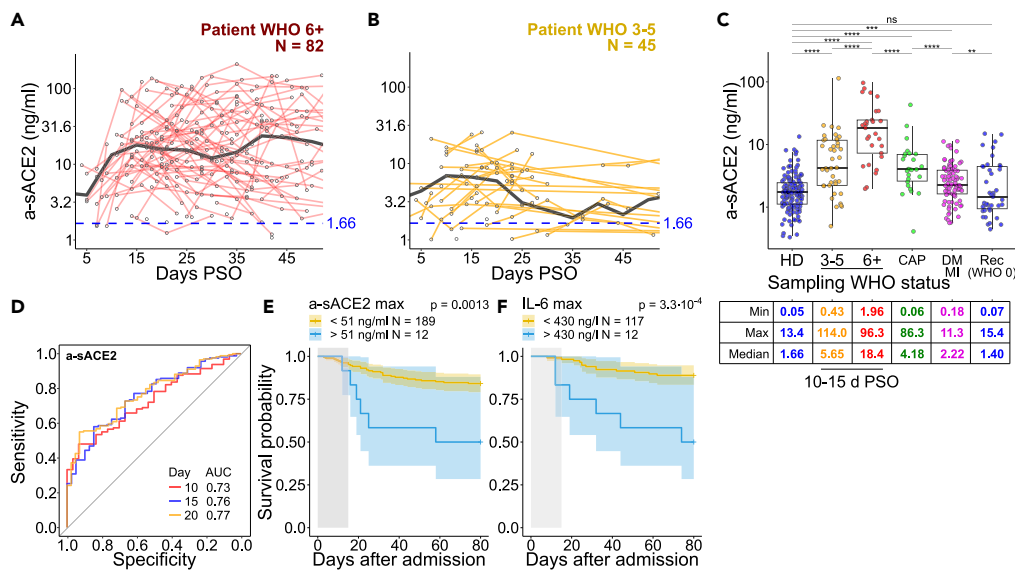 A
Patient WHO 6+
N = 82
a-sACE2 (ng/ml)
100
31.6
10
3.2
1
1.66
5 15 25 35 45
Days PSO
B
Patient WHO 3-5
N = 45
100
31.6
10
3.2
1
1.66
5 15 25 35 45
Days PSO
C
ns
***
****
****
**** **** **** **** **
a-sACE2 (ng/ml)
100
10
1
HD 3-5 6+ CAP DM MI Rec (WHO 0)
Sampling WHO status
Min 0.05 0.43 1.96 0.06 0.18 0.07
Max 13.4 114.0 96.3 86.3 11.3 15.4
Median 1.66 5.65 18.4 4.18 2.22 1.40
10-15 d PSO
D
a-sACE2
Sensitivity
1.0
0.8
0.6
0.4
0.2
0.0
Day AUC
10 0.73
15 0.76
20 0.77
1.0 0.8 0.6 0.4 0.2 0.0
Specificity
E
a-sACE2 max p = 0.0013
< 51 ng/ml N = 189
> 51 ng/ml N = 12
Survival probability
1.00
0.75
0.50
0.25
0.0
0 20 40 60 80
Days after admission
F
IL-6 max p = 3.3·10⁻⁴
< 430 ng/l N = 117
> 430 ng/l N = 12
1.00
0.75
0.50
0.25
0.0
0 20 40 60 80
Days after admission